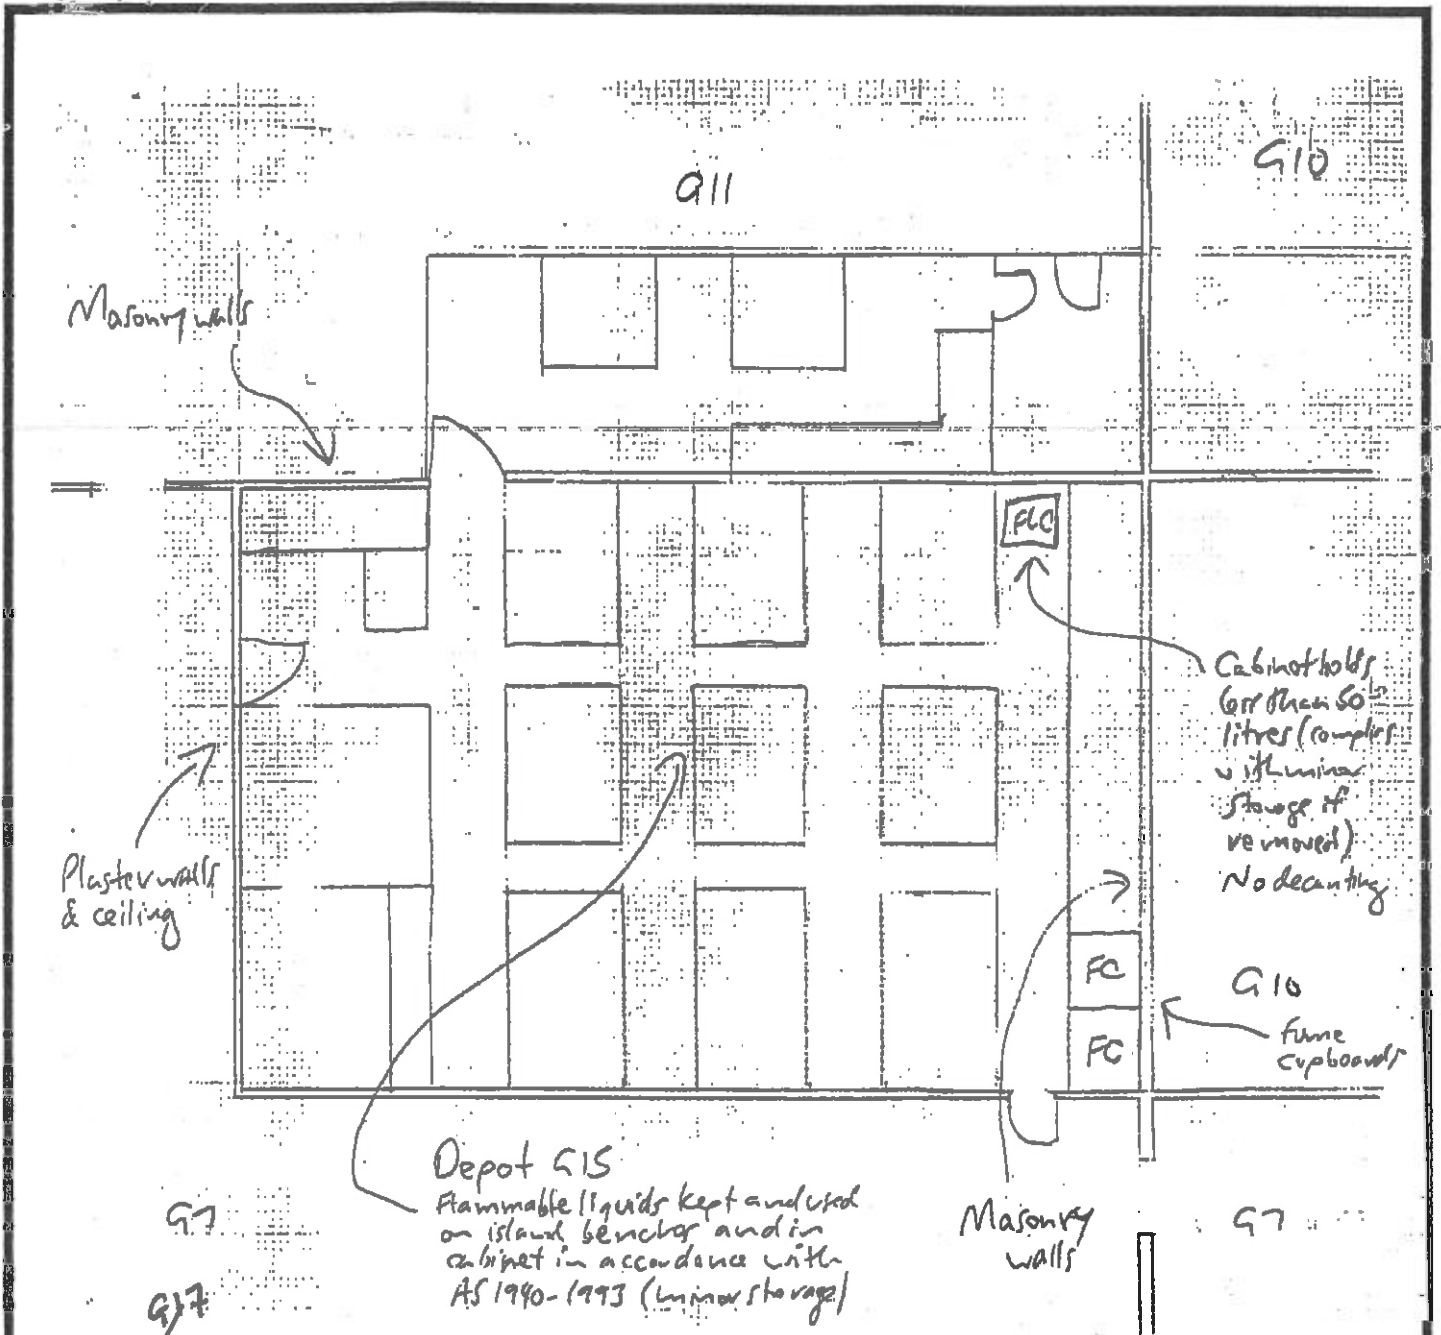 G11
G10
Masonry walls
FLC
Cabinet holds
less than 50
litres (complies
with minor
storage if
removed)
No decanting
Plaster walls
& ceiling
FC
G10
FC
fume
cupboards
Depot G15
Flammable liquids kept and used
on island benches and in
cabinet in accordance with
AS 1940-1993 (minor storage)
Masonry
walls
G7
G7
G17